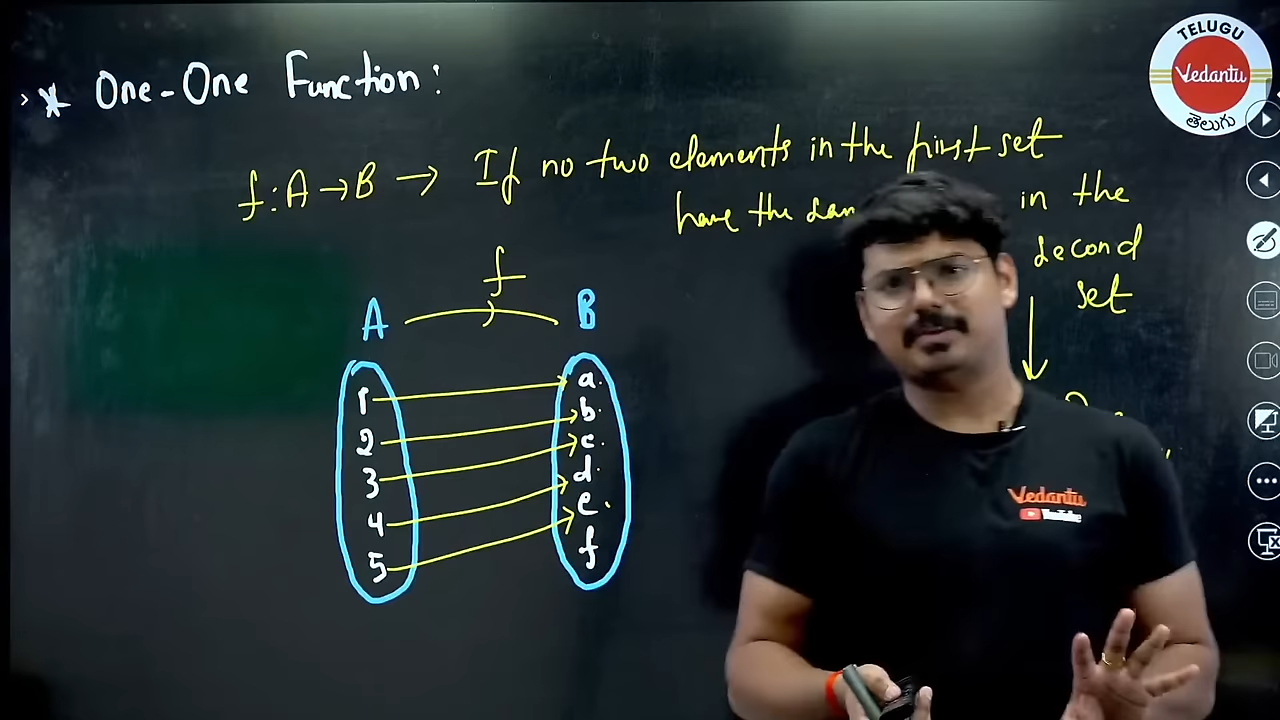 * One-One Function:
f: A → B → If no two elements in the first set
have the in the
second
set
f
A B
1 a.
2 b.
3 c.
4 d.
5 e.
f
TELUGU
Vedantu
తెలుగు
Vedantu
YouTube